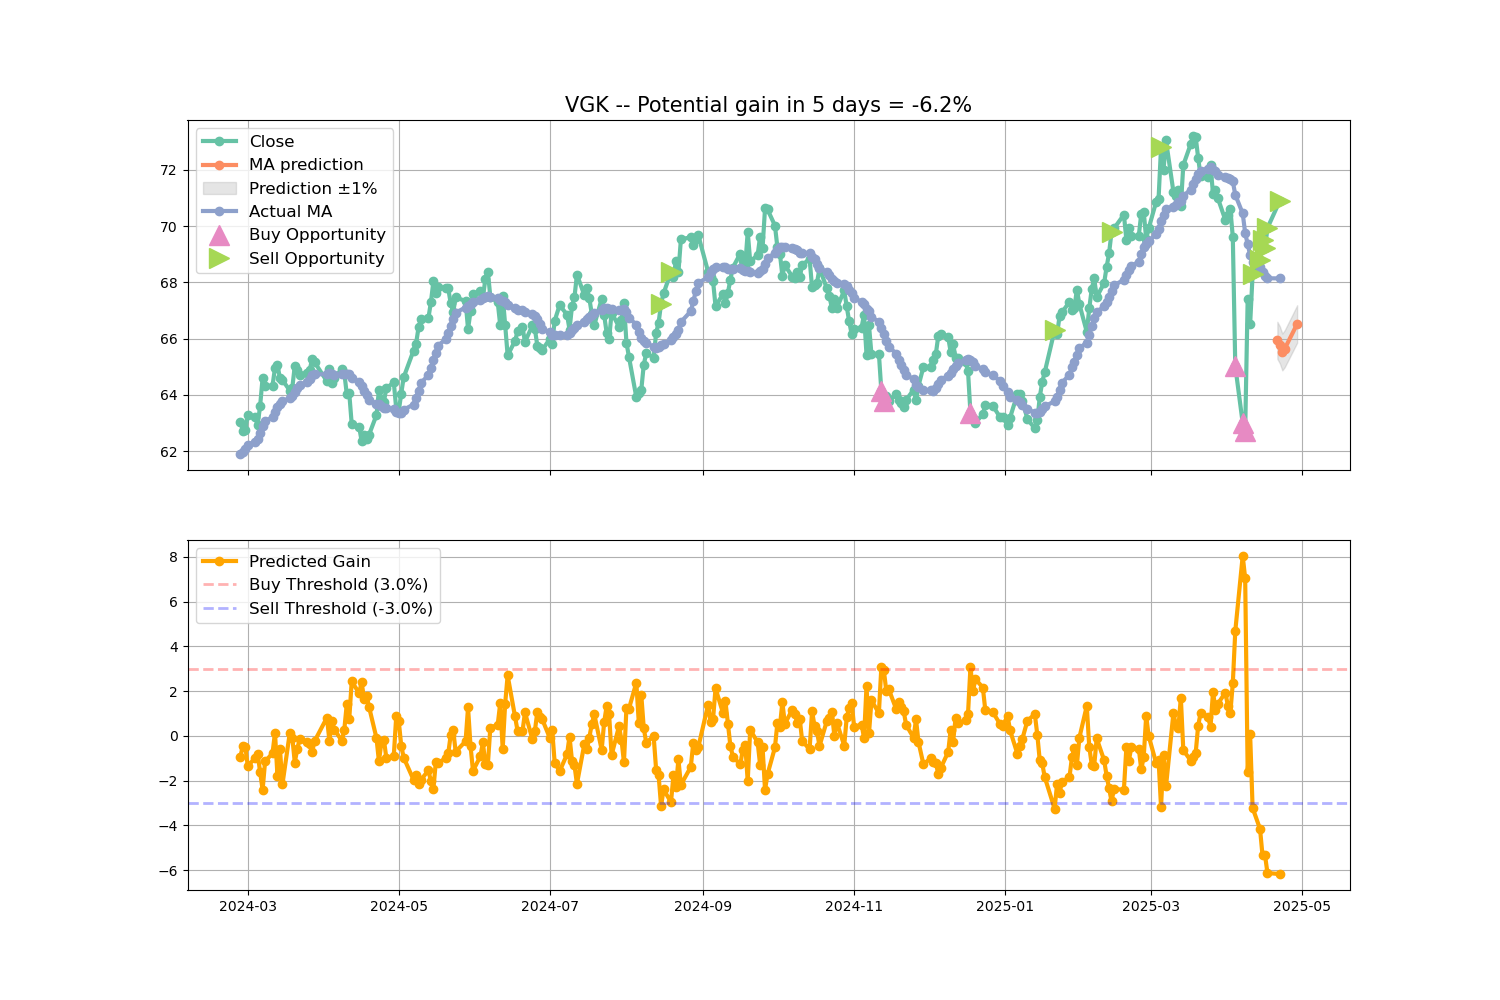 VGK -- Potential gain in 5 days = -6.2%
Close
MA prediction
Prediction ±1%
Actual MA
Buy Opportunity
Sell Opportunity
72
70
68
66
64
62
Predicted Gain
Buy Threshold (3.0%)
Sell Threshold (-3.0%)
8
6
4
2
0
−2
−4
−6
2024-03 2024-05 2024-07 2024-09 2024-11 2025-01 2025-03 2025-05